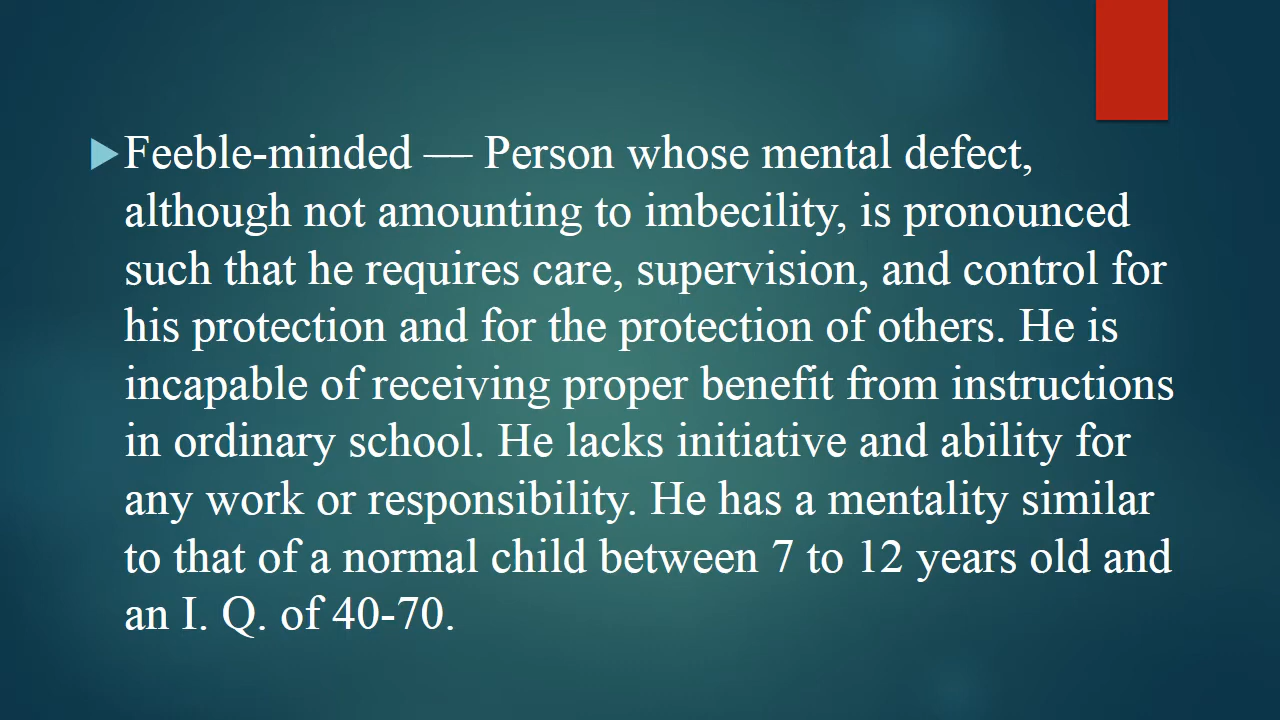 Feeble-minded — Person whose mental defect,
although not amounting to imbecility, is pronounced
such that he requires care, supervision, and control for
his protection and for the protection of others. He is
incapable of receiving proper benefit from instructions
in ordinary school. He lacks initiative and ability for
any work or responsibility. He has a mentality similar
to that of a normal child between 7 to 12 years old and
an I. Q. of 40-70.